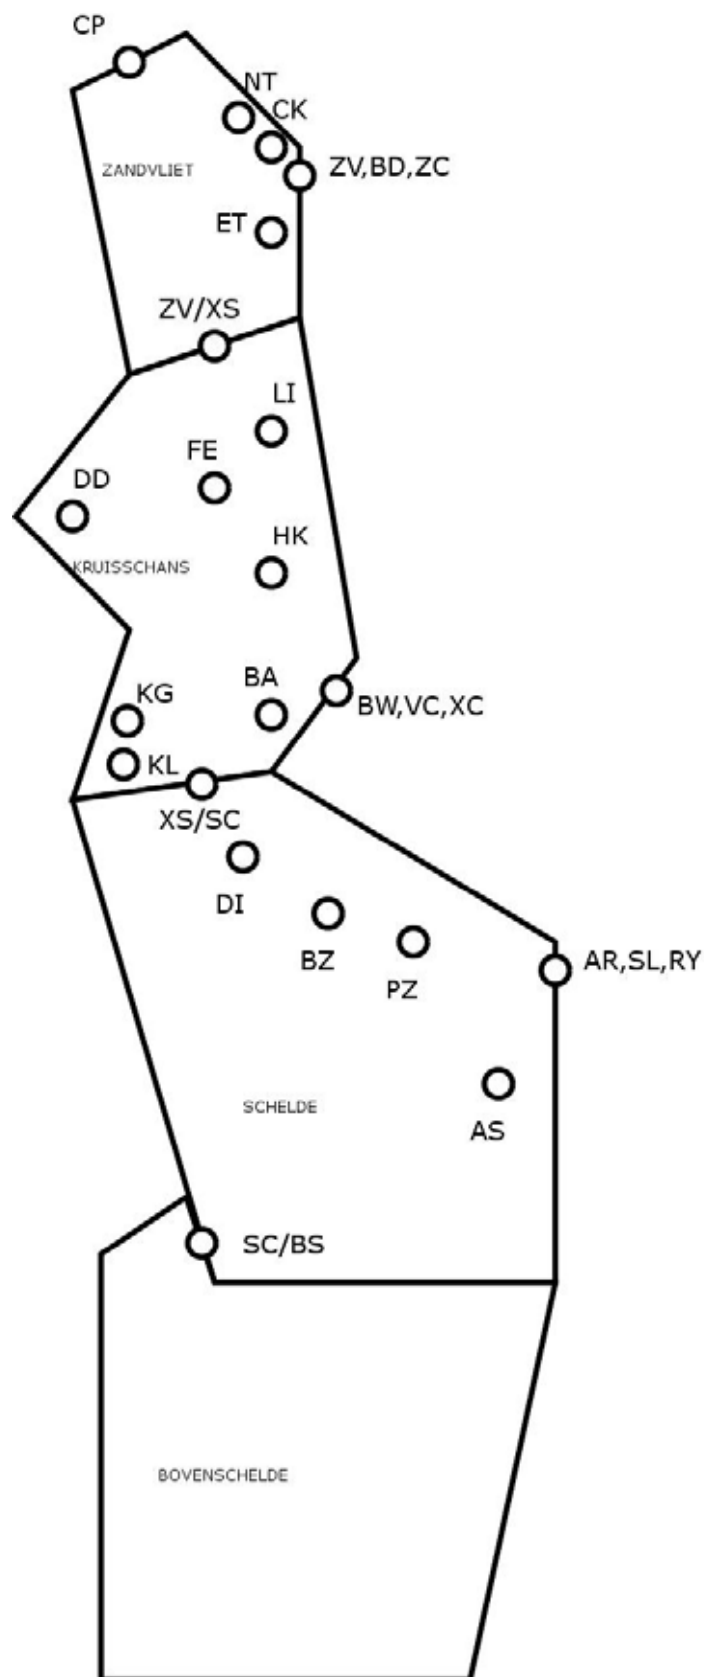 CP
NT
CK
ZANDVLIET
ZV,BD,ZC
ET
ZV/XS
LI
FE
DD
HK
KRUISSCHANS
BA
KG
BW,VC,XC
KL
XS/SC
DI
BZ
AR,SL,RY
PZ
SCHELDE
AS
SC/BS
BOVENSCHELDE